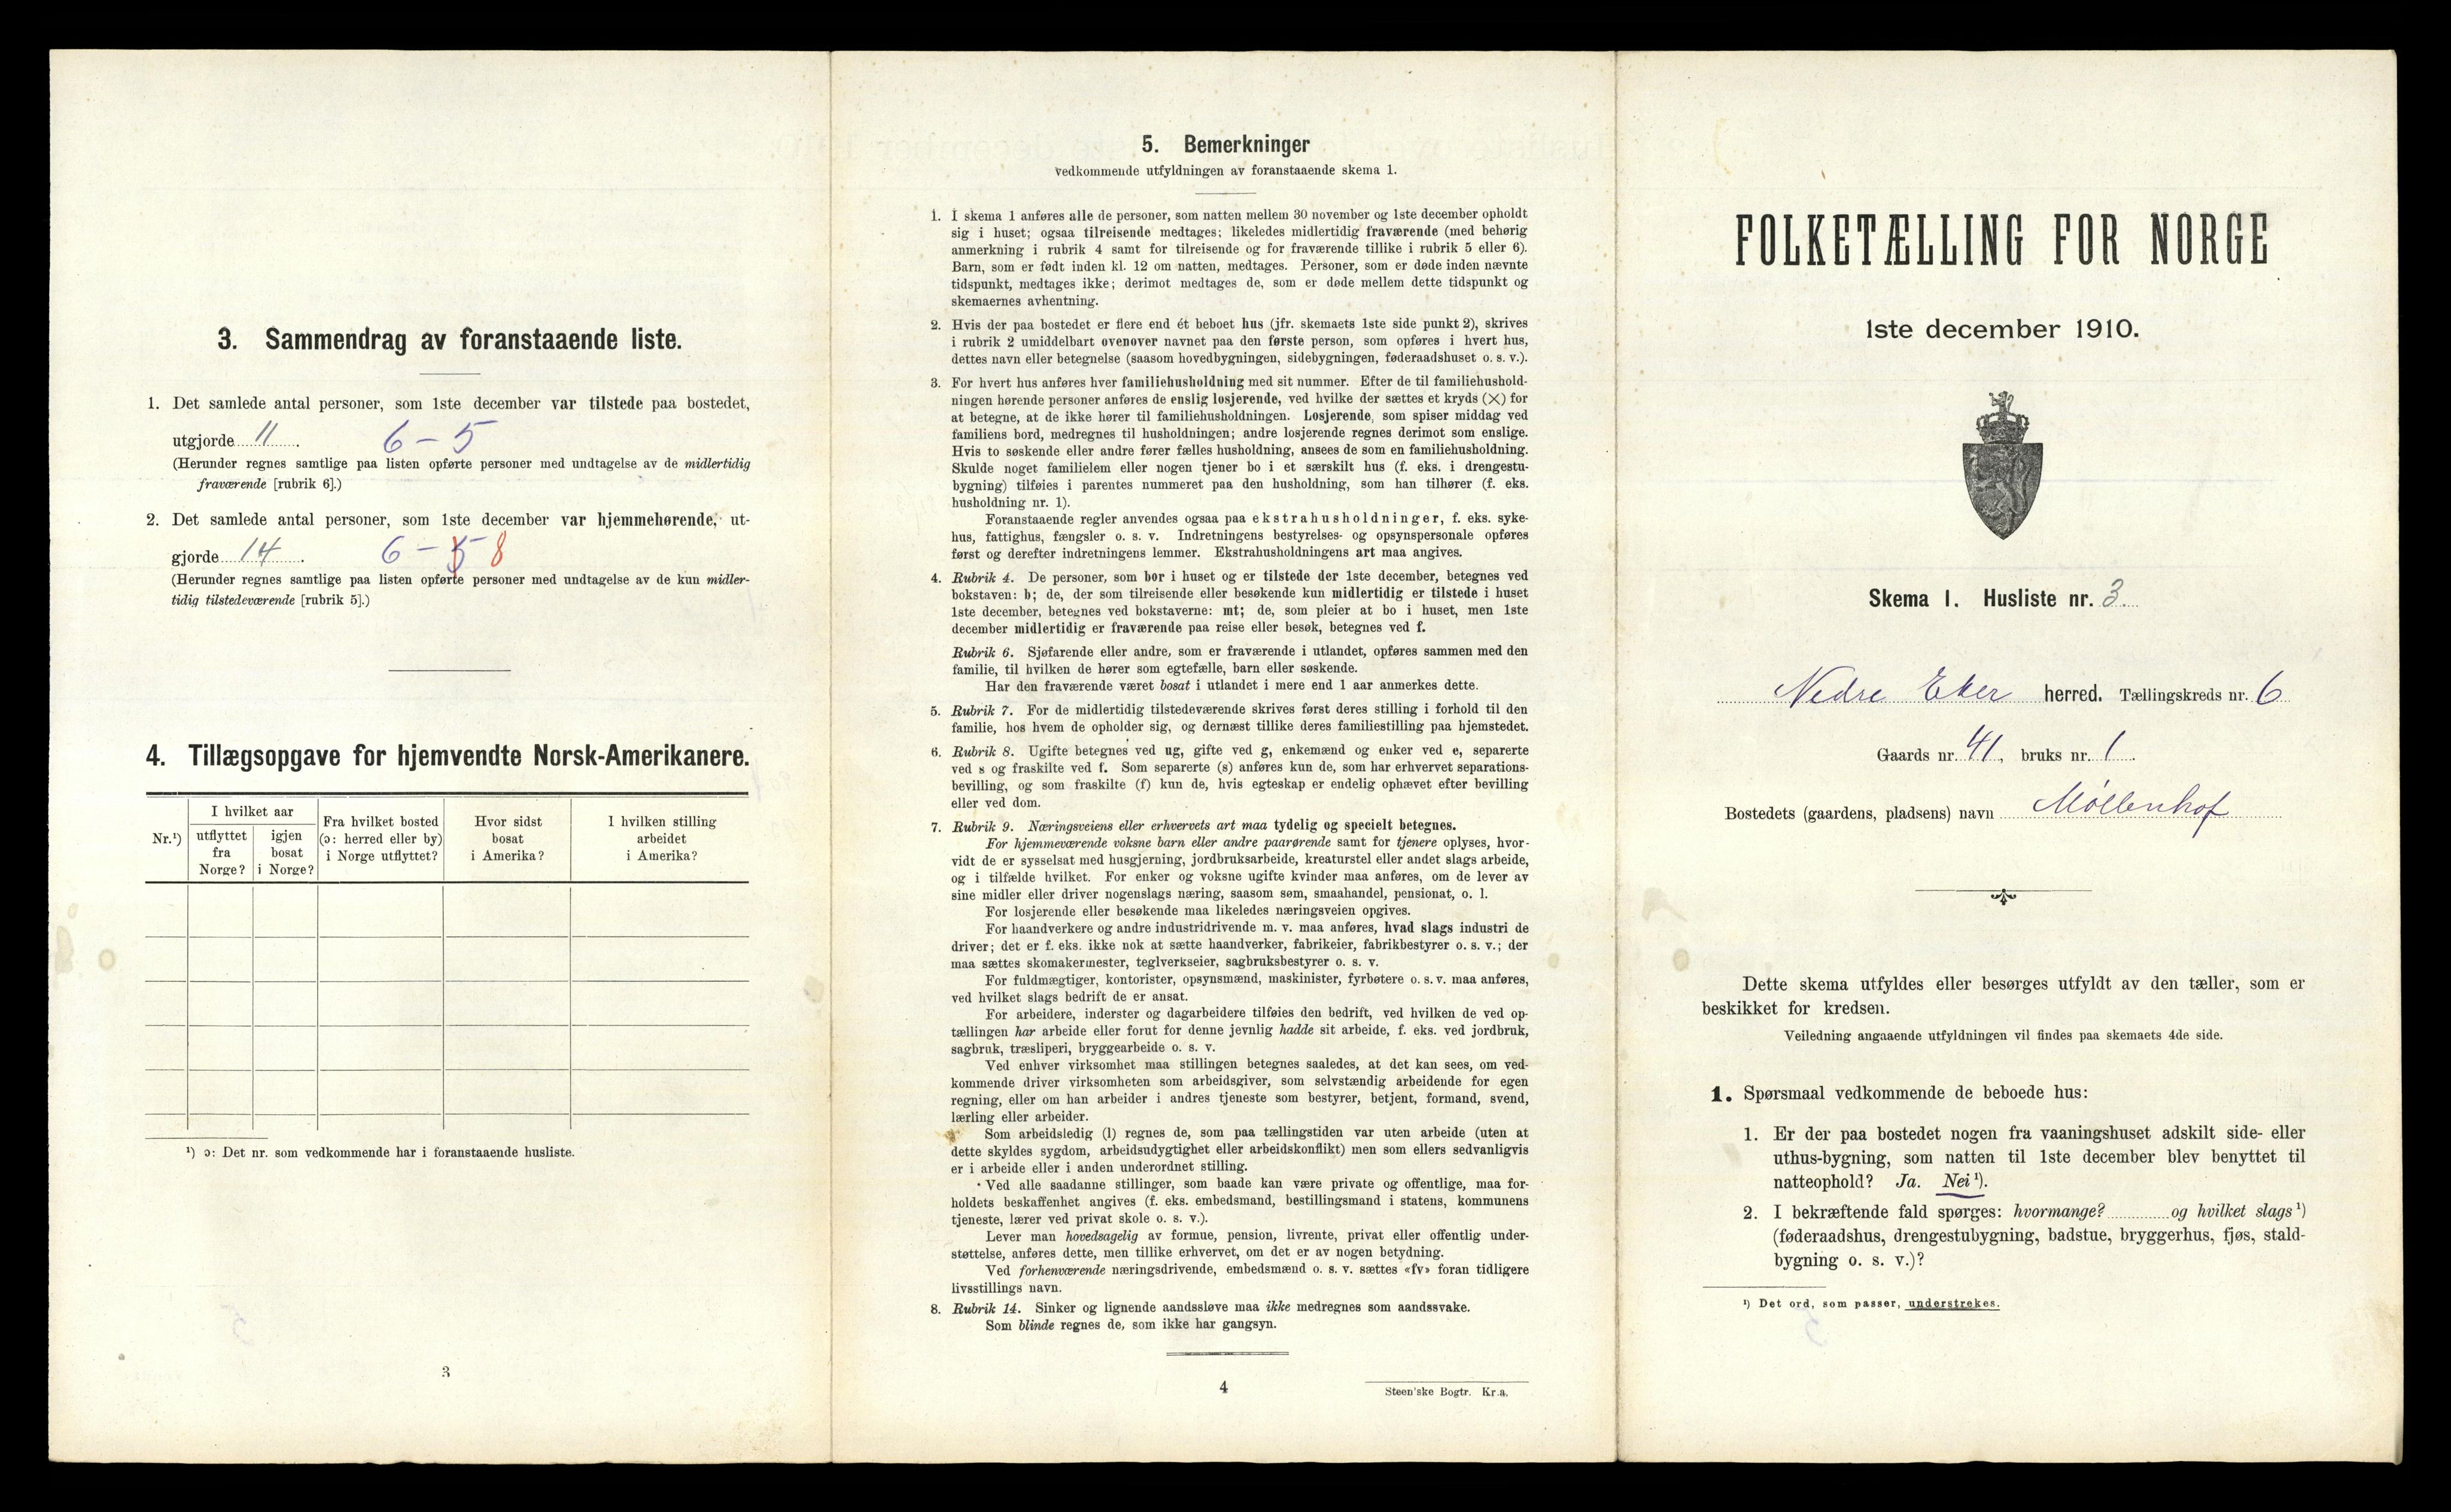 3. Sammendrag av foranstaaende liste.
1. Det samlede antal personer, som 1ste december var tilstede paa bostedet,
utgjorde 11. 6 – 5
(Herunder regnes samtlige paa listen opførte personer med undtagelse av de midlertidig
fraværende [rubrik 6].)
2. Det samlede antal personer, som 1ste december var hjemmehørende, ut-
gjorde 14. 6 – 5 8
(Herunder regnes samtlige paa listen opførte personer med undtagelse av de kun midler-
tidig tilstedeværende [rubrik 5].)
4. Tillægsopgave for hjemvendte Norsk-Amerikanere.
Nr.¹)
I hvilket aar
utflyttet
fra
Norge?
igjen
bosat
i Norge?
Fra hvilket bosted
(ɔ: herred eller by)
i Norge utflyttet?
Hvor sidst
bosat
i Amerika?
I hvilken stilling
arbeidet
i Amerika?
¹) ɔ: Det nr. som vedkommende har i foranstaaende husliste.
3
5. Bemerkninger
vedkommende utfyldningen av foranstaaende skema 1.
1. I skema 1 anføres alle de personer, som natten mellem 30 november og 1ste december opholdt
sig i huset; ogsaa tilreisende medtages; likeledes midlertidig fraværende (med behørig
anmerkning i rubrik 4 samt for tilreisende og for fraværende tillike i rubrik 5 eller 6).
Barn, som er født inden kl. 12 om natten, medtages. Personer, som er døde inden nævnte
tidspunkt, medtages ikke; derimot medtages de, som er døde mellem dette tidspunkt og
skemaernes avhentning.
2. Hvis der paa bostedet er flere end ét beboet hus (jfr. skemaets 1ste side punkt 2), skrives
i rubrik 2 umiddelbart ovenover navnet paa den første person, som opføres i hvert hus,
dettes navn eller betegnelse (saasom hovedbygningen, sidebygningen, føderaadshuset o. s. v.).
3. For hvert hus anføres hver familiehusholdning med sit nummer. Efter de til familiehushold-
ningen hørende personer anføres de enslig losjerende, ved hvilke der sættes et kryds (×) for
at betegne, at de ikke hører til familiehusholdningen. Losjerende, som spiser middag ved
familiens bord, medregnes til husholdningen; andre losjerende regnes derimot som enslige.
Hvis to søskende eller andre fører fælles husholdning, ansees de som en familiehusholdning.
Skulde noget familielem eller nogen tjener bo i et særskilt hus (f. eks. i drengestu-
bygning) tilføies i parentes nummeret paa den husholdning, som han tilhører (f. eks.
husholdning nr. 1).
Foranstaaende regler anvendes ogsaa paa ekstrahusholdninger, f. eks. syke-
hus, fattighus, fængsler o. s. v. Indretningens bestyrelses- og opsynspersonale opføres
først og derefter indretningens lemmer. Ekstrahusholdningens art maa angives.
4. Rubrik 4. De personer, som bor i huset og er tilstede der 1ste december, betegnes ved
bokstaven: b; de, der som tilreisende eller besøkende kun midlertidig er tilstede i huset
1ste december, betegnes ved bokstaverne: mt; de, som pleier at bo i huset, men 1ste
december midlertidig er fraværende paa reise eller besøk, betegnes ved f.
Rubrik 6. Sjøfarende eller andre, som er fraværende i utlandet, opføres sammen med den
familie, til hvilken de hører som egtefælle, barn eller søskende.
Har den fraværende været bosat i utlandet i mere end 1 aar anmerkes dette.
5. Rubrik 7. For de midlertidig tilstedeværende skrives først deres stilling i forhold til den
familie, hos hvem de opholder sig, og dernæst tillike deres familiestilling paa hjemstedet.
6. Rubrik 8. Ugifte betegnes ved ug, gifte ved g, enkemænd og enker ved e, separerte
ved s og fraskilte ved f. Som separerte (s) anføres kun de, som har erhvervet separations-
bevilling, og som fraskilte (f) kun de, hvis egteskap er endelig ophævet efter bevilling
eller ved dom.
7. Rubrik 9. Næringsveiens eller erhvervets art maa tydelig og specielt betegnes.
For hjemmeværende voksne barn eller andre paarørende samt for tjenere oplyses, hvor-
vidt de er sysselsat med husgjerning, jordbruksarbeide, kreaturstel eller andet slags arbeide,
og i tilfælde hvilket. For enker og voksne ugifte kvinder maa anføres, om de lever av
sine midler eller driver nogenslags næring, saasom søm, smaahandel, pensionat, o. l.
For losjerende eller besøkende maa likeledes næringsveien opgives.
For haandverkere og andre industridrivende m. v. maa anføres, hvad slags industri de
driver; det er f. eks. ikke nok at sætte haandverker, fabrikeier, fabrikbestyrer o. s. v.; der
maa sættes skomakermester, teglverkseier, sagbruksbestyrer o. s. v.
For fuldmægtiger, kontorister, opsynsmænd, maskinister, fyrbøtere o. s. v. maa anføres,
ved hvilket slags bedrift de er ansat.
For arbeidere, inderster og dagarbeidere tilføies den bedrift, ved hvilken de ved op-
tællingen har arbeide eller forut for denne jevnlig hadde sit arbeide, f. eks. ved jordbruk,
sagbruk, træsliperi, bryggearbeide o. s. v.
Ved enhver virksomhet maa stillingen betegnes saaledes, at det kan sees, om ved-
kommende driver virksomheten som arbeidsgiver, som selvstændig arbeidende for egen
regning, eller om han arbeider i andres tjeneste som bestyrer, betjent, formand, svend,
lærling eller arbeider.
Som arbeidsledig (l) regnes de, som paa tællingstiden var uten arbeide (uten at
dette skyldes sygdom, arbeidsudygtighet eller arbeidskonflikt) men som ellers sedvanligvis
er i arbeide eller i anden underordnet stilling.
Ved alle saadanne stillinger, som baade kan være private og offentlige, maa for-
holdets beskaffenhet angives (f. eks. embedsmand, bestillingsmand i statens, kommunens
tjeneste, lærer ved privat skole o. s. v.).
Lever man hovedsagelig av formue, pension, livrente, privat eller offentlig under-
støttelse, anføres dette, men tillike erhvervet, om det er av nogen betydning.
Ved forhenværende næringsdrivende, embedsmænd o. s. v. sættes «fv» foran tidligere
livsstillings navn.
8. Rubrik 14. Sinker og lignende aandssløve maa ikke medregnes som aandssvake.
Som blinde regnes de, som ikke har gangsyn.
4
Steen'ske Bogtr. Kr.a.
FOLKETÆLLING FOR NORGE
1ste december 1910.
Skema 1. Husliste nr. 3.
Nedre Eker herred. Tællingskreds nr. 6
Gaards nr. 41, bruks nr. 1.
Bostedets (gaardens, pladsens) navn Møllenhof
Dette skema utfyldes eller besørges utfyldt av den tæller, som er
beskikket for kredsen.
Veiledning angaaende utfyldningen vil findes paa skemaets 4de side.
1. Spørsmaal vedkommende de beboede hus:
1. Er der paa bostedet nogen fra vaaningshuset adskilt side- eller
uthus-bygning, som natten til 1ste december blev benyttet til
natteophold? Ja. Nei ¹).
2. I bekræftende fald spørges: hvormange? og hvilket slags ¹)
(føderaadshus, drengestubygning, badstue, bryggerhus, fjøs, stald-
bygning o. s. v.)?
¹) Det ord, som passer, understrekes.